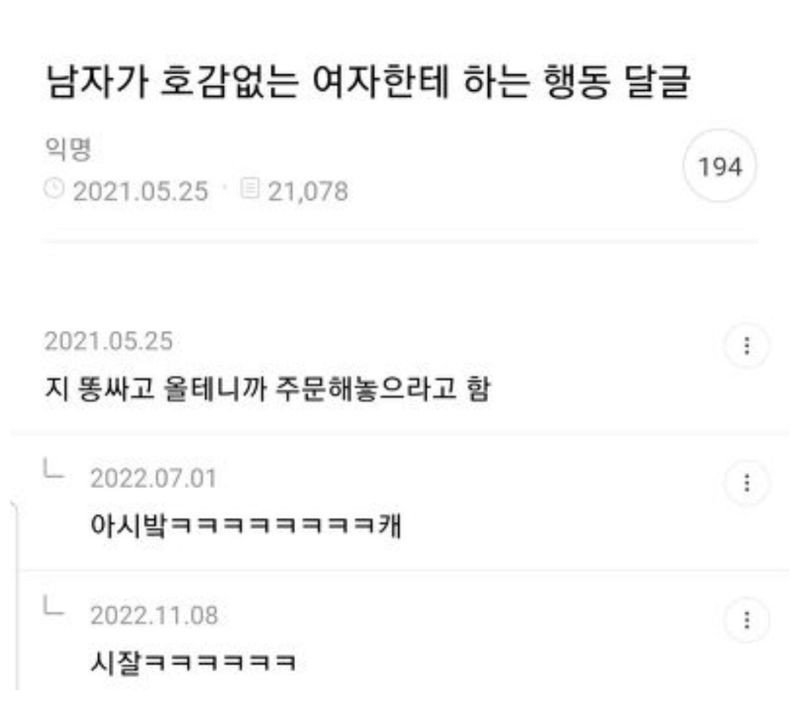 남자가 호감없는 여자한테 하는 행동 달글
익명
194
2021.05.25 · 21,078
2021.05.25
지 똥싸고 올테니까 주문해놓으라고 함
2022.07.01
아시밬ㅋㅋㅋㅋㅋㅋㅋㅋ캐
2022.11.08
시잘ㅋㅋㅋㅋㅋㅋ